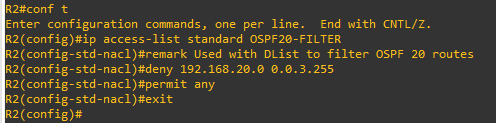 R2#conf t
Enter configuration commands, one per line.  End with CNTL/Z.
R2(config)#ip access-list standard OSPF20-FILTER
R2(config-std-nacl)#remark Used with DList to filter OSPF 20 routes
R2(config-std-nacl)#deny 192.168.20.0 0.0.3.255
R2(config-std-nacl)#permit any
R2(config-std-nacl)#exit
R2(config)#